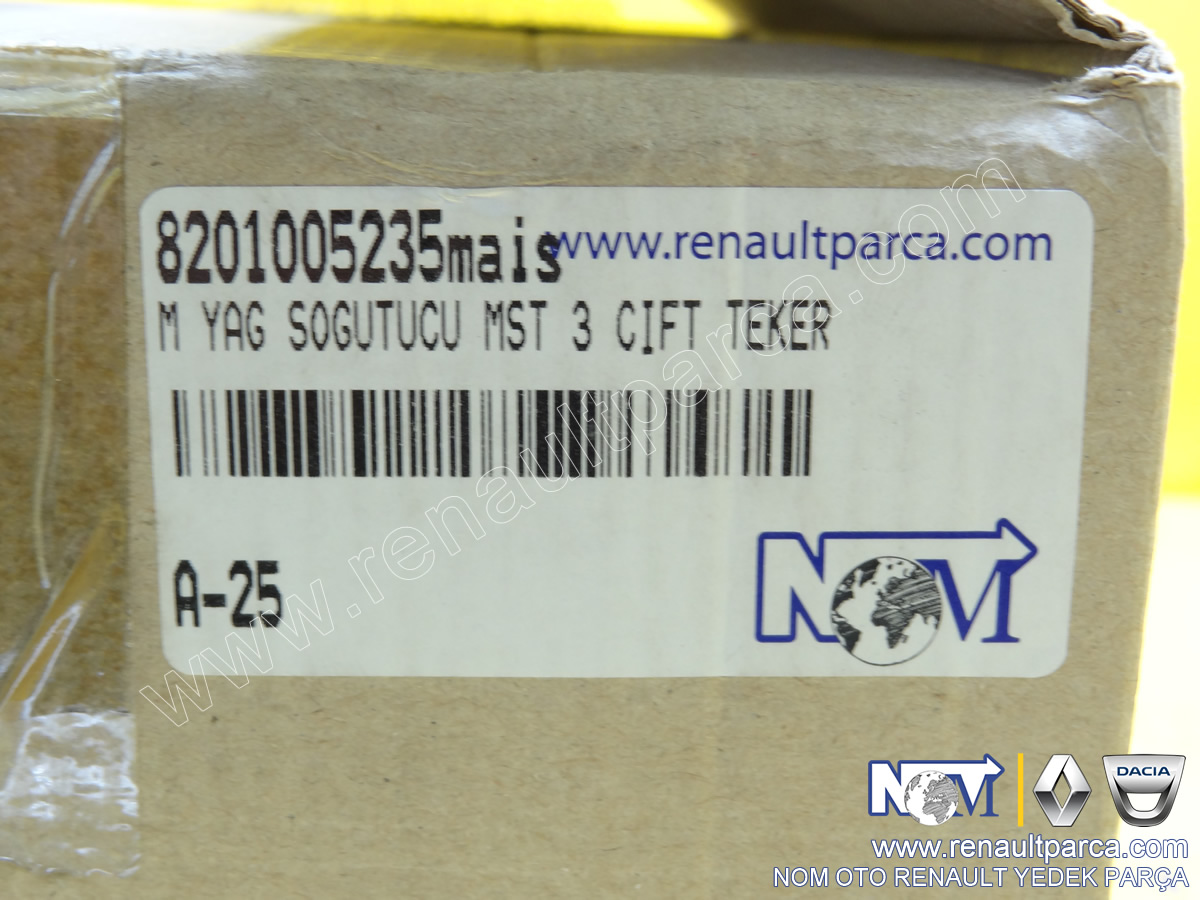 8201005235mais
www.renaultparca.com
M YAG SOGUTUCU MST 3 CIFT TEKER
www.renaultparca.com
A-25
NOM
NOM
DACIA
www.renaultparca.com
NOM OTO RENAULT YEDEK PARÇA